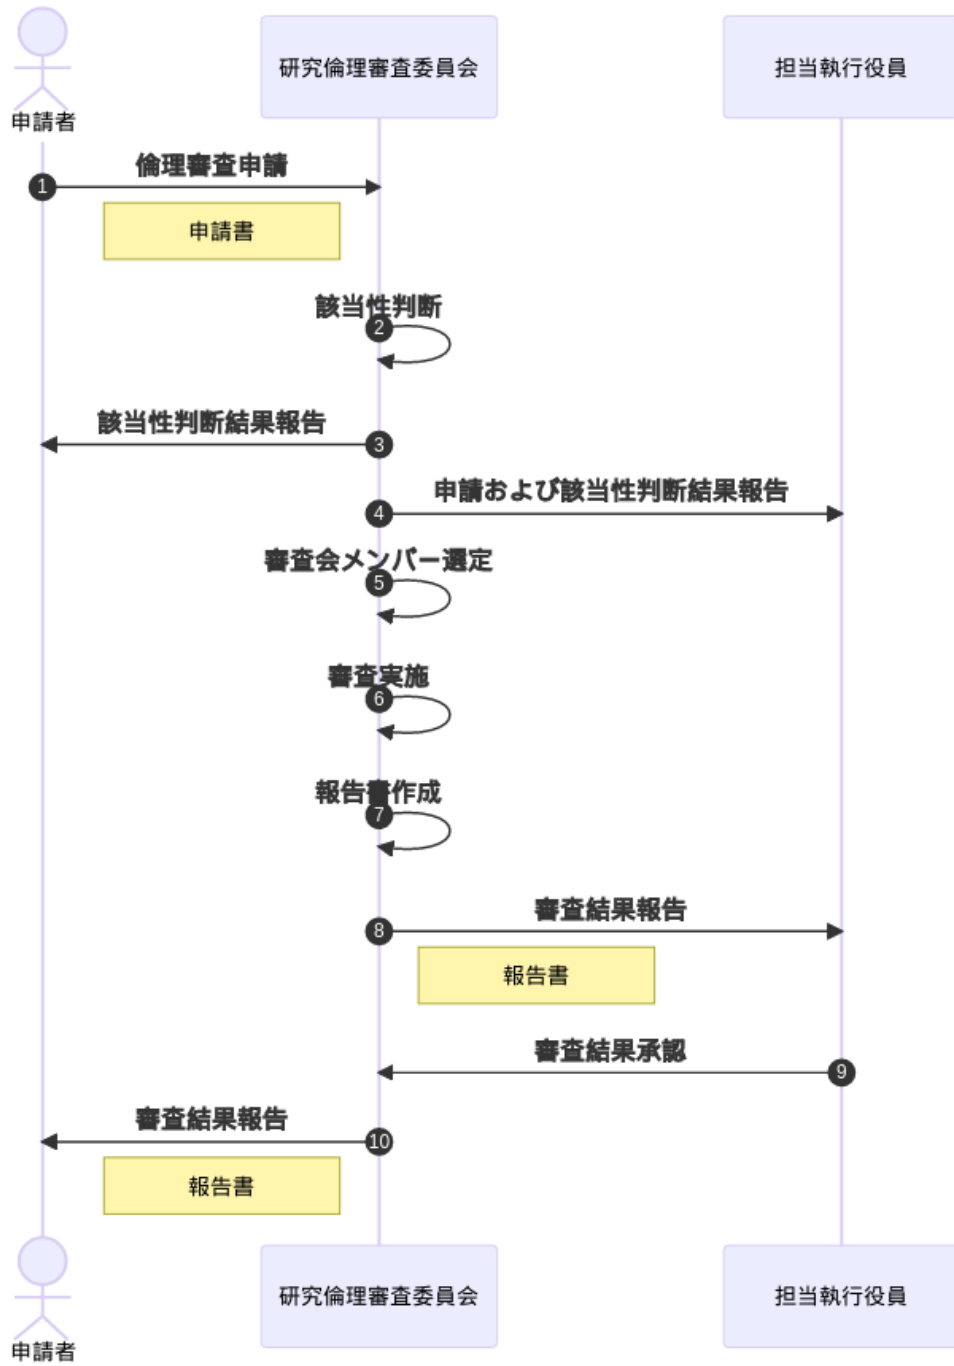 申請者
研究倫理審査委員会
担当執行役員
倫理審査申請
1
申請書
該当性判断
2
該当性判断結果報告
3
申請および該当性判断結果報告
4
審査会メンバー選定
5
審査実施
6
報告書作成
7
審査結果報告
8
報告書
審査結果承認
9
審査結果報告
10
報告書
申請者
研究倫理審査委員会
担当執行役員